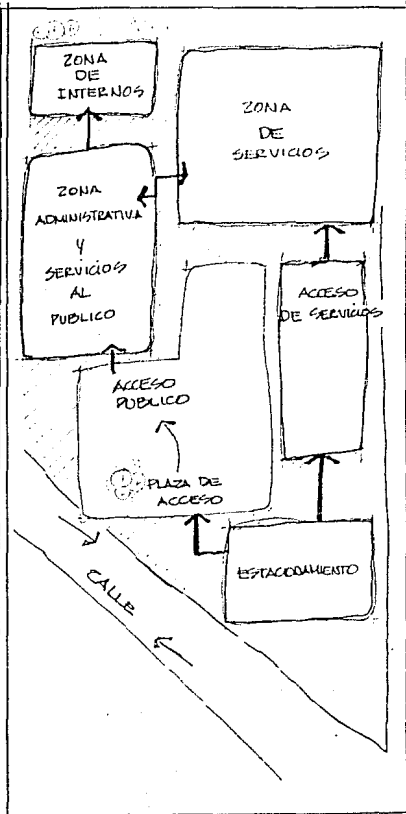 ZONA
DE
INTERNOS
ZONA
DE
SERVICIOS
ZONA
ADMINISTRATIVA
Y
SERVICIOS
AL
PUBLICO
ACCESO
DE SERVICIOS
ACCESO
PUBLICO
PLAZA DE
ACCESO
ESTACIONAMIENTO
CALLE